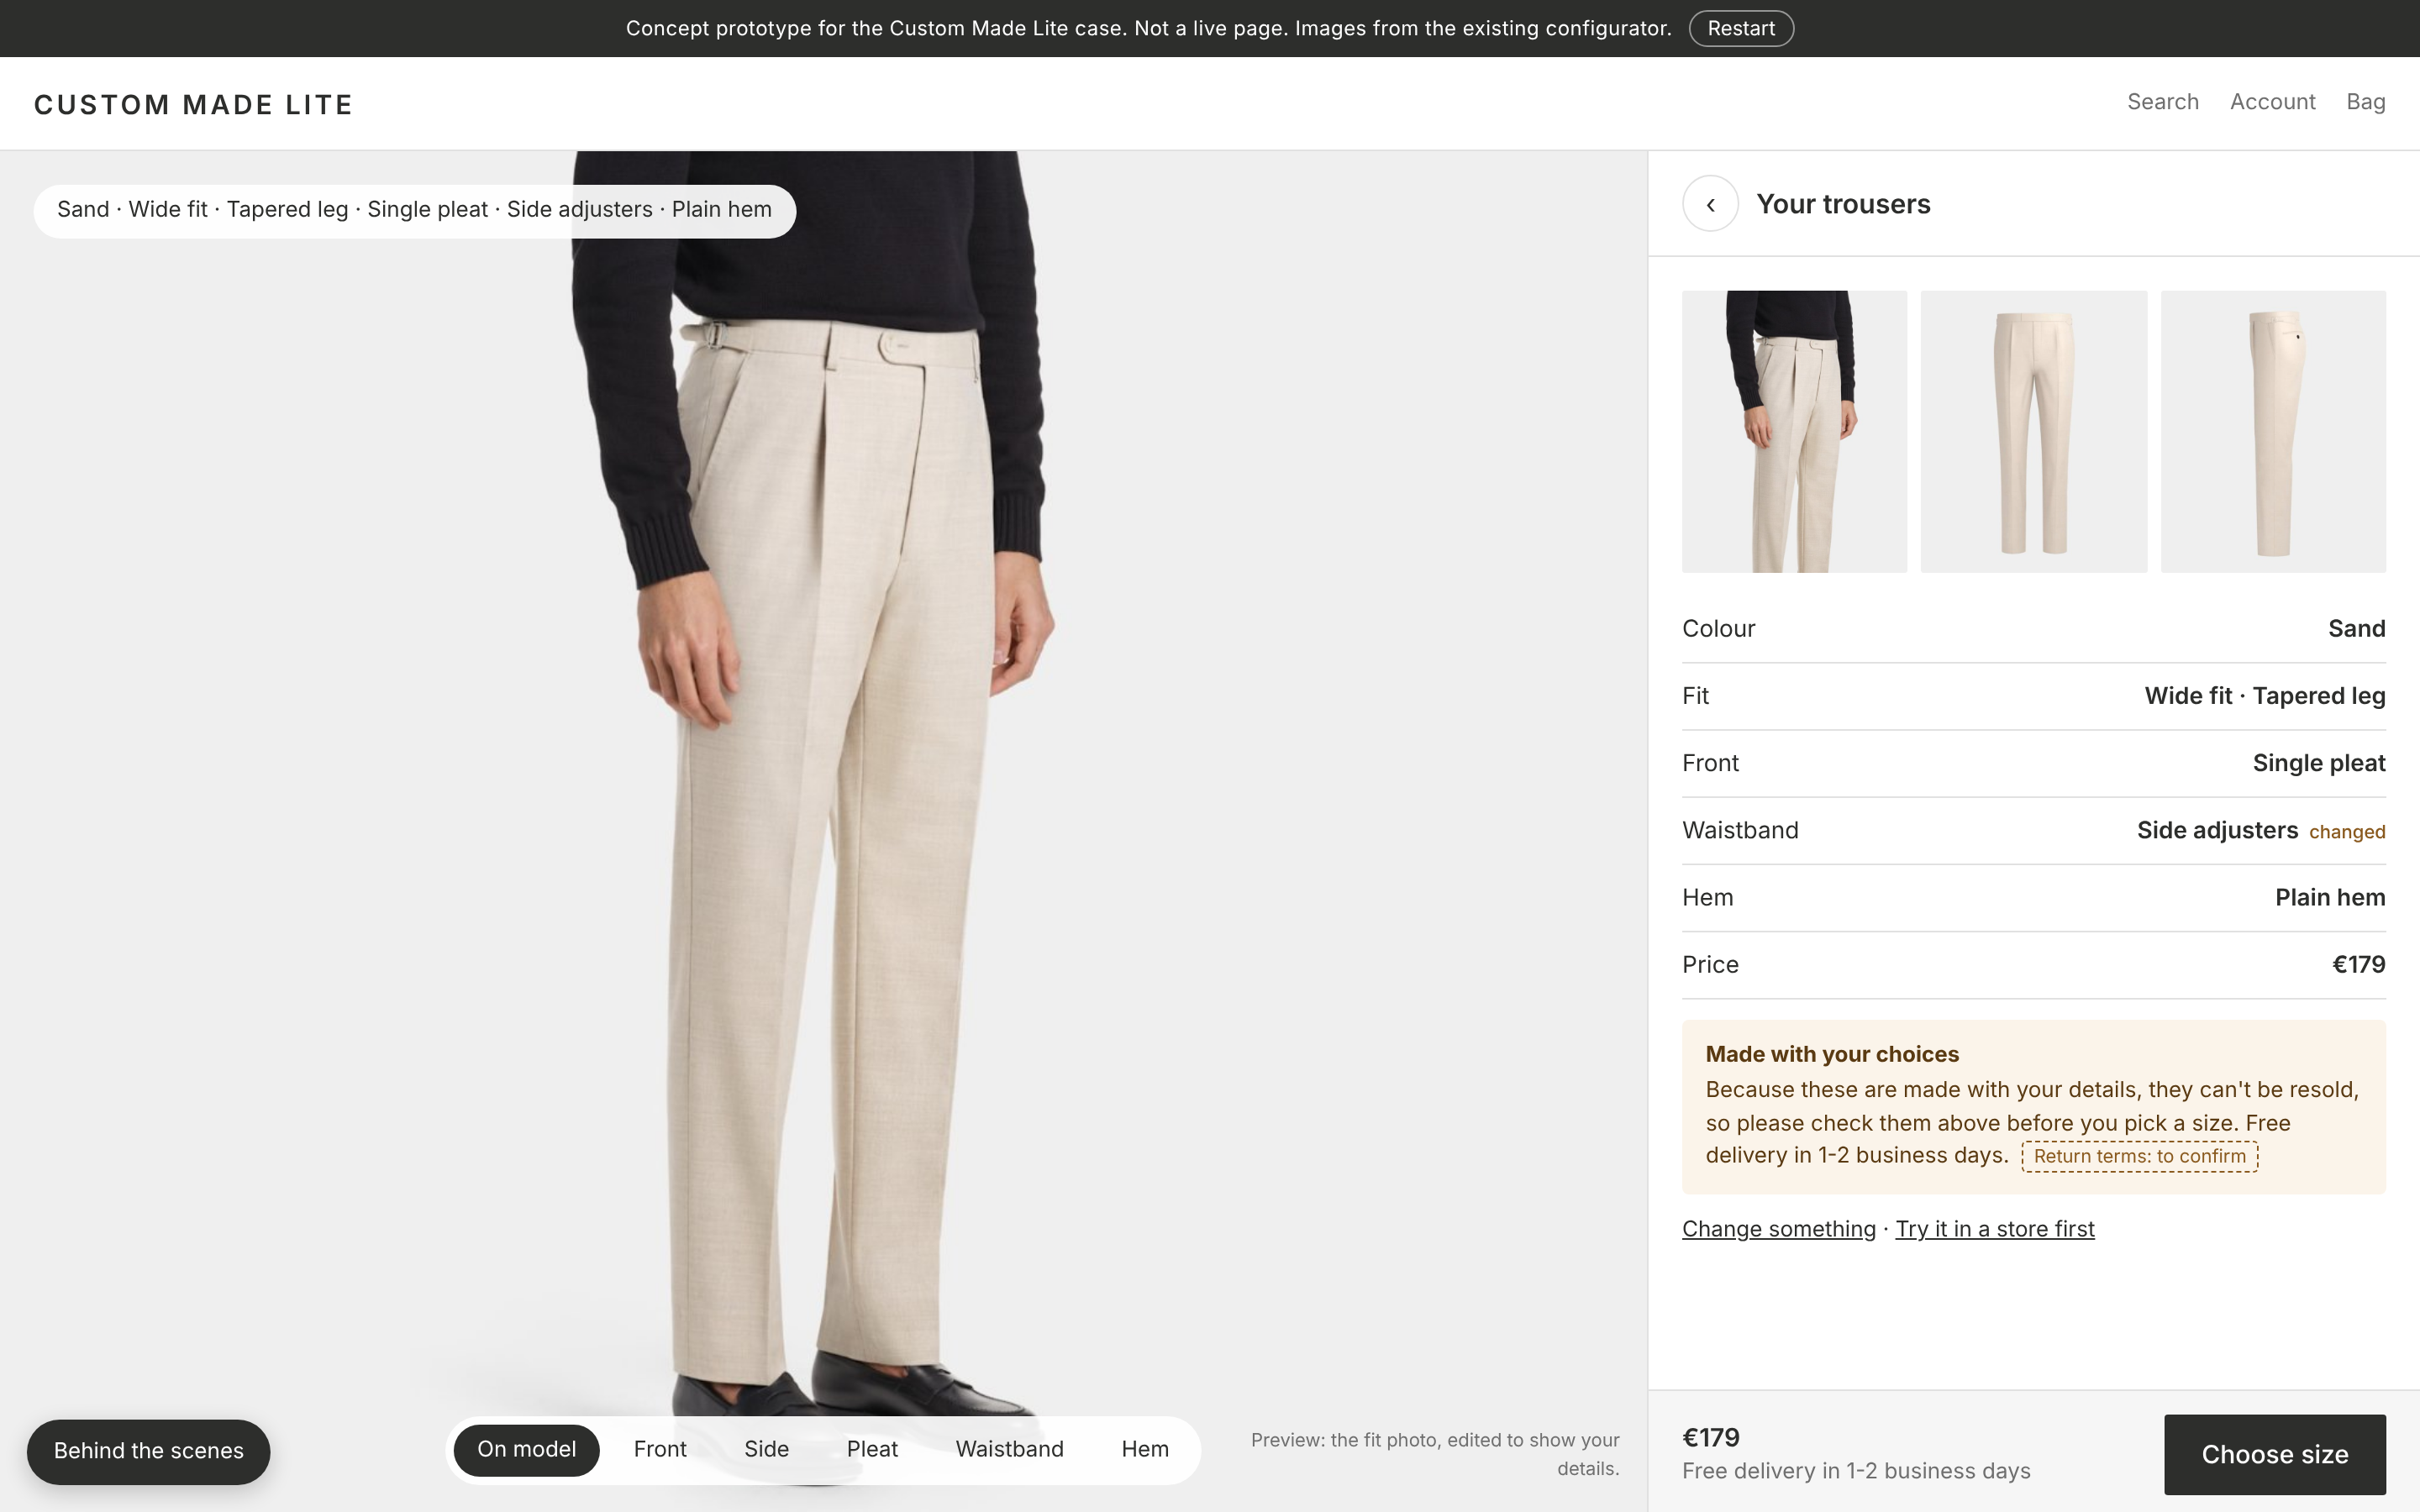 Concept prototype for the Custom Made Lite case. Not a live page. Images from the existing configurator.
Restart
CUSTOM MADE LITE
Search
Account
Bag
Sand · Wide fit · Tapered leg · Single pleat · Side adjusters · Plain hem
‹
Your trousers
Colour
Sand
Fit
Wide fit · Tapered leg
Front
Single pleat
Waistband
Side adjusters changed
Hem
Plain hem
Price
€179
Made with your choices
Because these are made with your details, they can't be resold,
so please check them above before you pick a size. Free
delivery in 1-2 business days. Return terms: to confirm
Change something · Try it in a store first
Behind the scenes
On model
Front
Side
Pleat
Waistband
Hem
Preview: the fit photo, edited to show your
details.
€179
Free delivery in 1-2 business days
Choose size